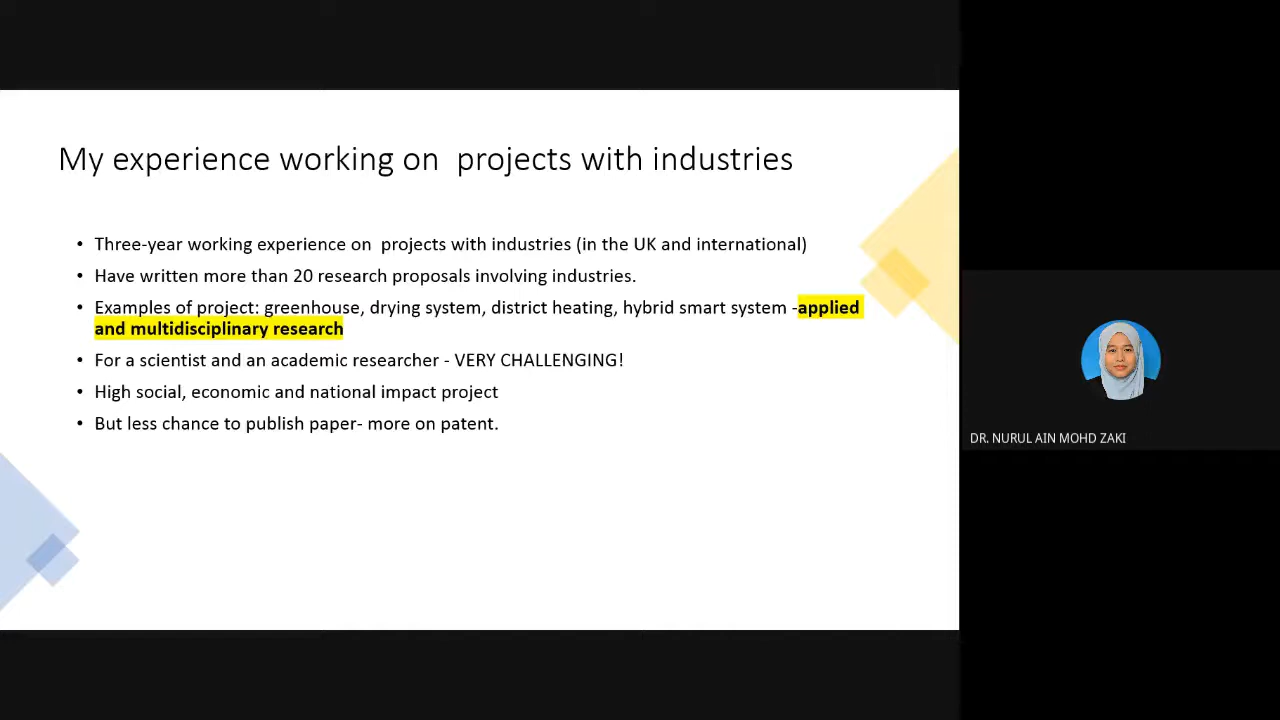 My experience working on  projects with industries
• Three-year working experience on  projects with industries (in the UK and international)
• Have written more than 20 research proposals involving industries.
• Examples of project: greenhouse, drying system, district heating, hybrid smart system -applied
and multidisciplinary research
• For a scientist and an academic researcher - VERY CHALLENGING!
• High social, economic and national impact project
• But less chance to publish paper- more on patent.
DR. NURUL AIN MOHD ZAKI